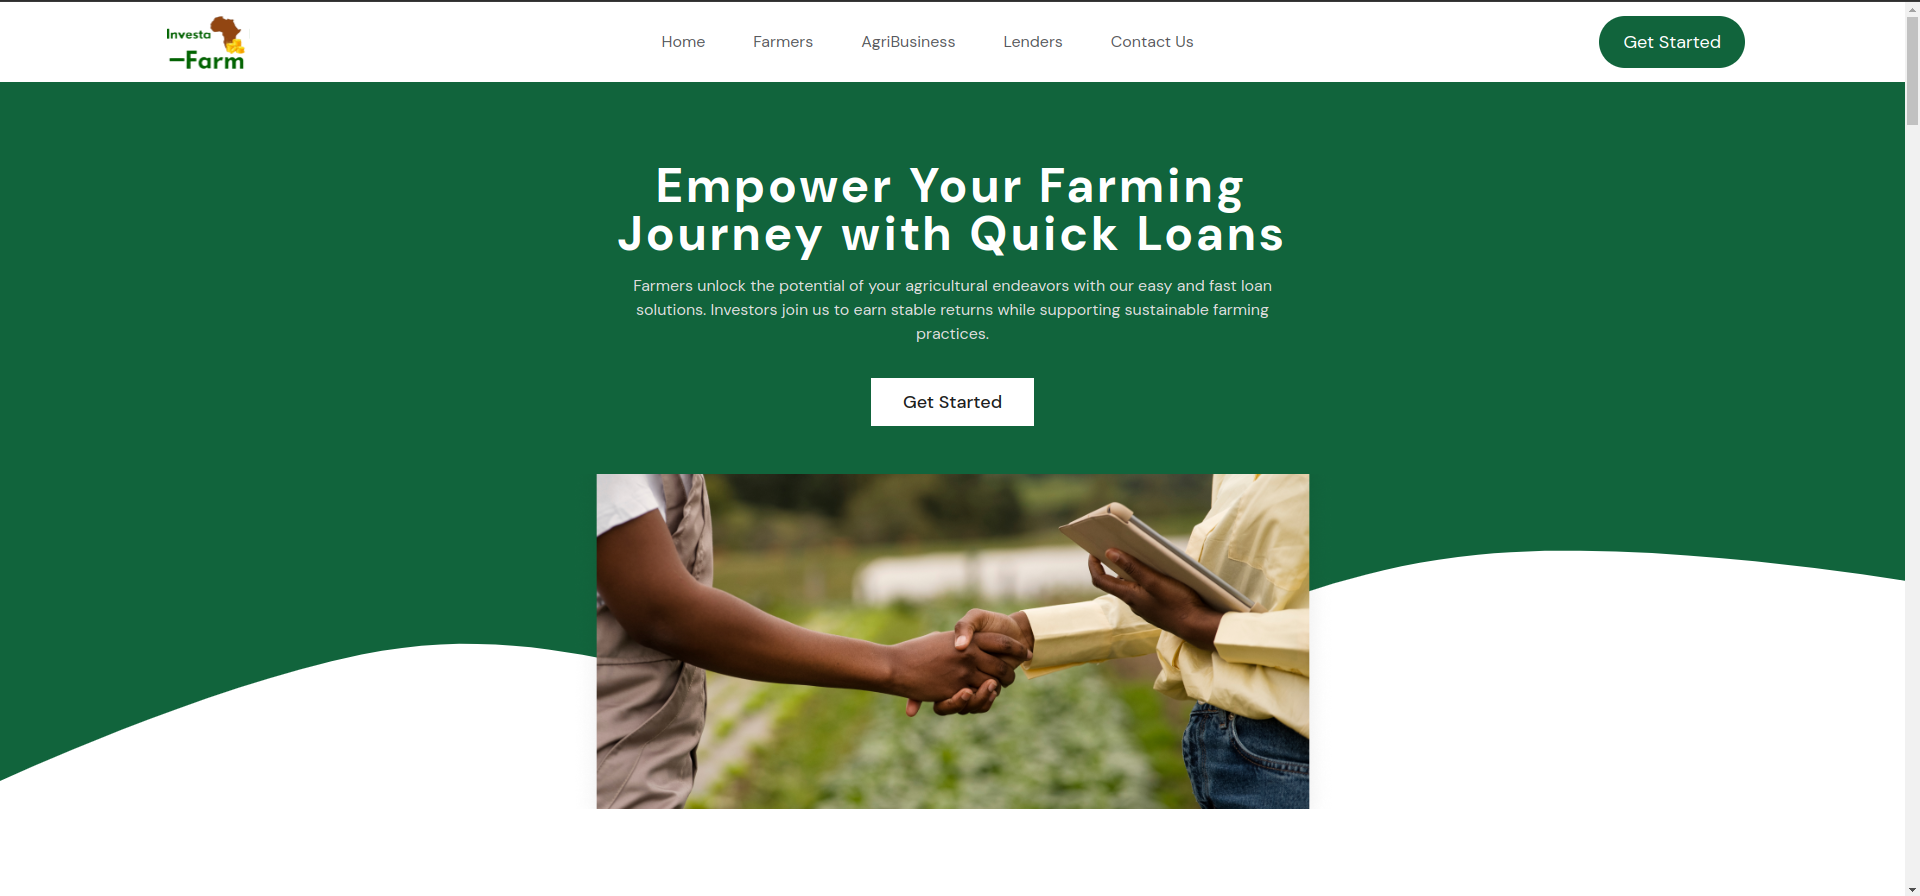 Investa
-Farm
Home
Farmers
AgriBusiness
Lenders
Contact Us
Get Started
Empower Your Farming
Journey with Quick Loans
Farmers unlock the potential of your agricultural endeavors with our easy and fast loan
solutions. Investors join us to earn stable returns while supporting sustainable farming
practices.
Get Started